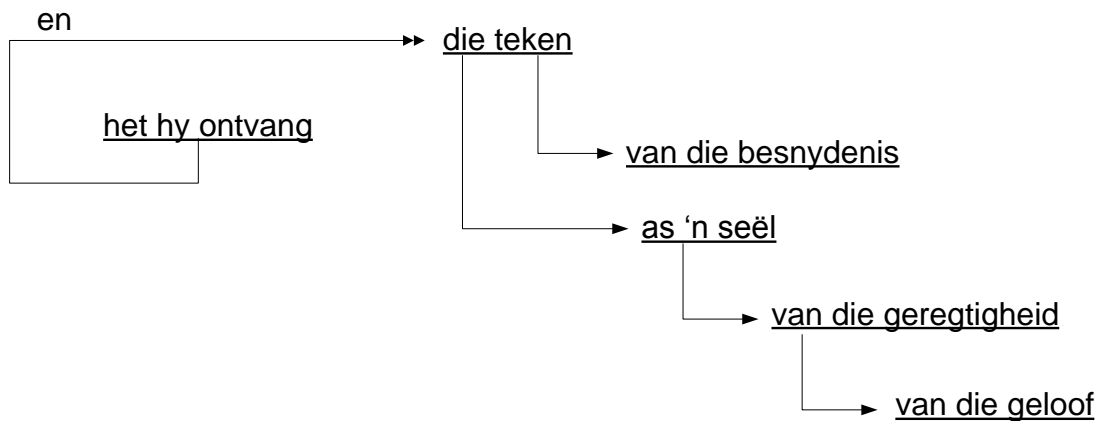 en
die teken
het hy ontvang
van die besnydenis
as ‘n seël
van die geregtigheid
van die geloof